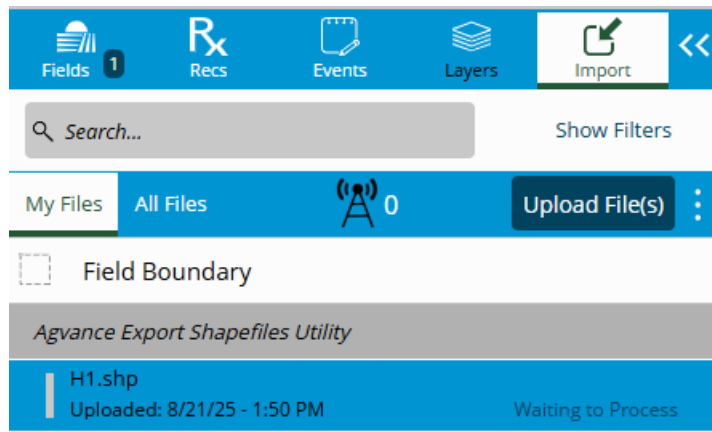 Fields 1 Recs Events Layers Import
Search... Show Filters
My Files All Files 0 Upload File(s)
Field Boundary
Agvance Export Shapefiles Utility
H1.shp
Uploaded: 8/21/25 - 1:50 PM Waiting to Process